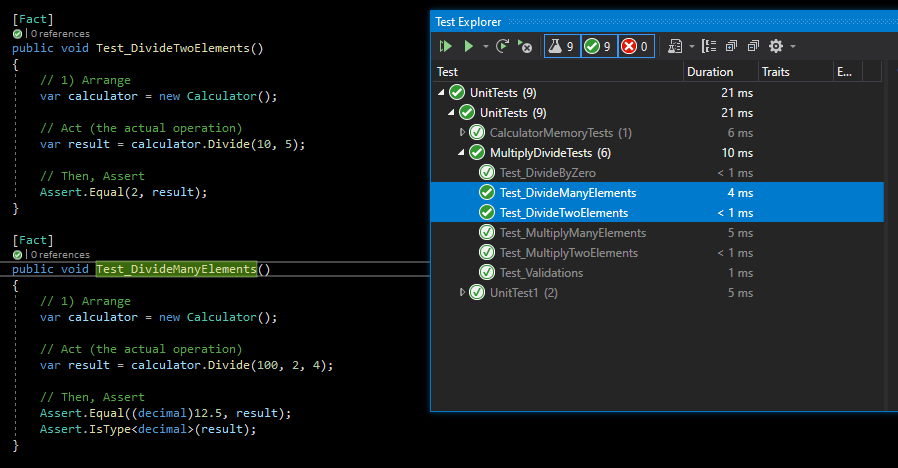 [Fact]
| 0 references
public void Test_DivideTwoElements()
{
// 1) Arrange
var calculator = new Calculator();
// Act (the actual operation)
var result = calculator.Divide(10, 5);
// Then, Assert
Assert.Equal(2, result);
}
[Fact]
| 0 references
public void Test_DivideManyElements()
{
// 1) Arrange
var calculator = new Calculator();
// Act (the actual operation)
var result = calculator.Divide(100, 2, 4);
// Then, Assert
Assert.Equal((decimal)12.5, result);
Assert.IsType<decimal>(result);
}
Test Explorer
9 9 0
Test Duration Traits E...
UnitTests (9) 21 ms
UnitTests (9) 21 ms
CalculatorMemoryTests (1) 6 ms
MultiplyDivideTests (6) 10 ms
Test_DivideByZero < 1 ms
Test_DivideManyElements 4 ms
Test_DivideTwoElements < 1 ms
Test_MultiplyManyElements 5 ms
Test_MultiplyTwoElements < 1 ms
Test_Validations 1 ms
UnitTest1 (2) 5 ms